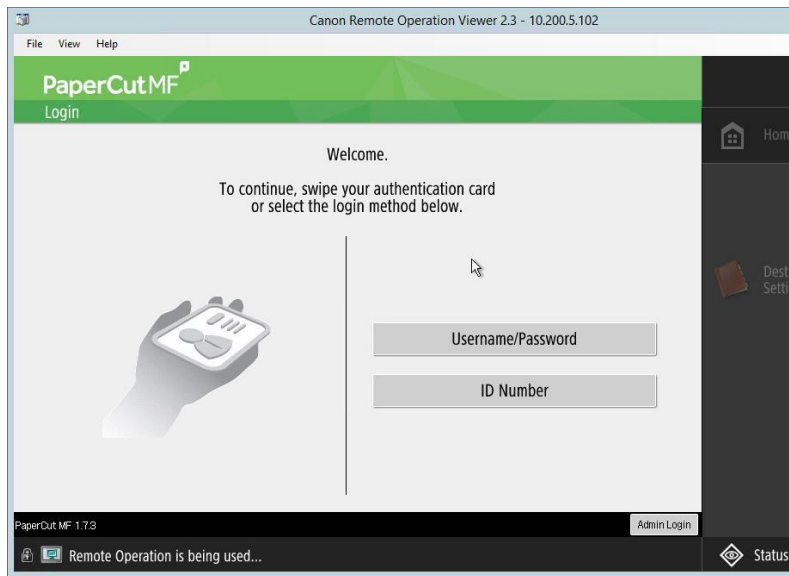 Canon Remote Operation Viewer 2.3 - 10.200.5.102
File View Help
PaperCut MF
Login
Welcome.
To continue, swipe your authentication card
or select the login method below.
Username/Password
ID Number
PaperCut MF 1.7.3
Admin Login
Remote Operation is being used...
Status